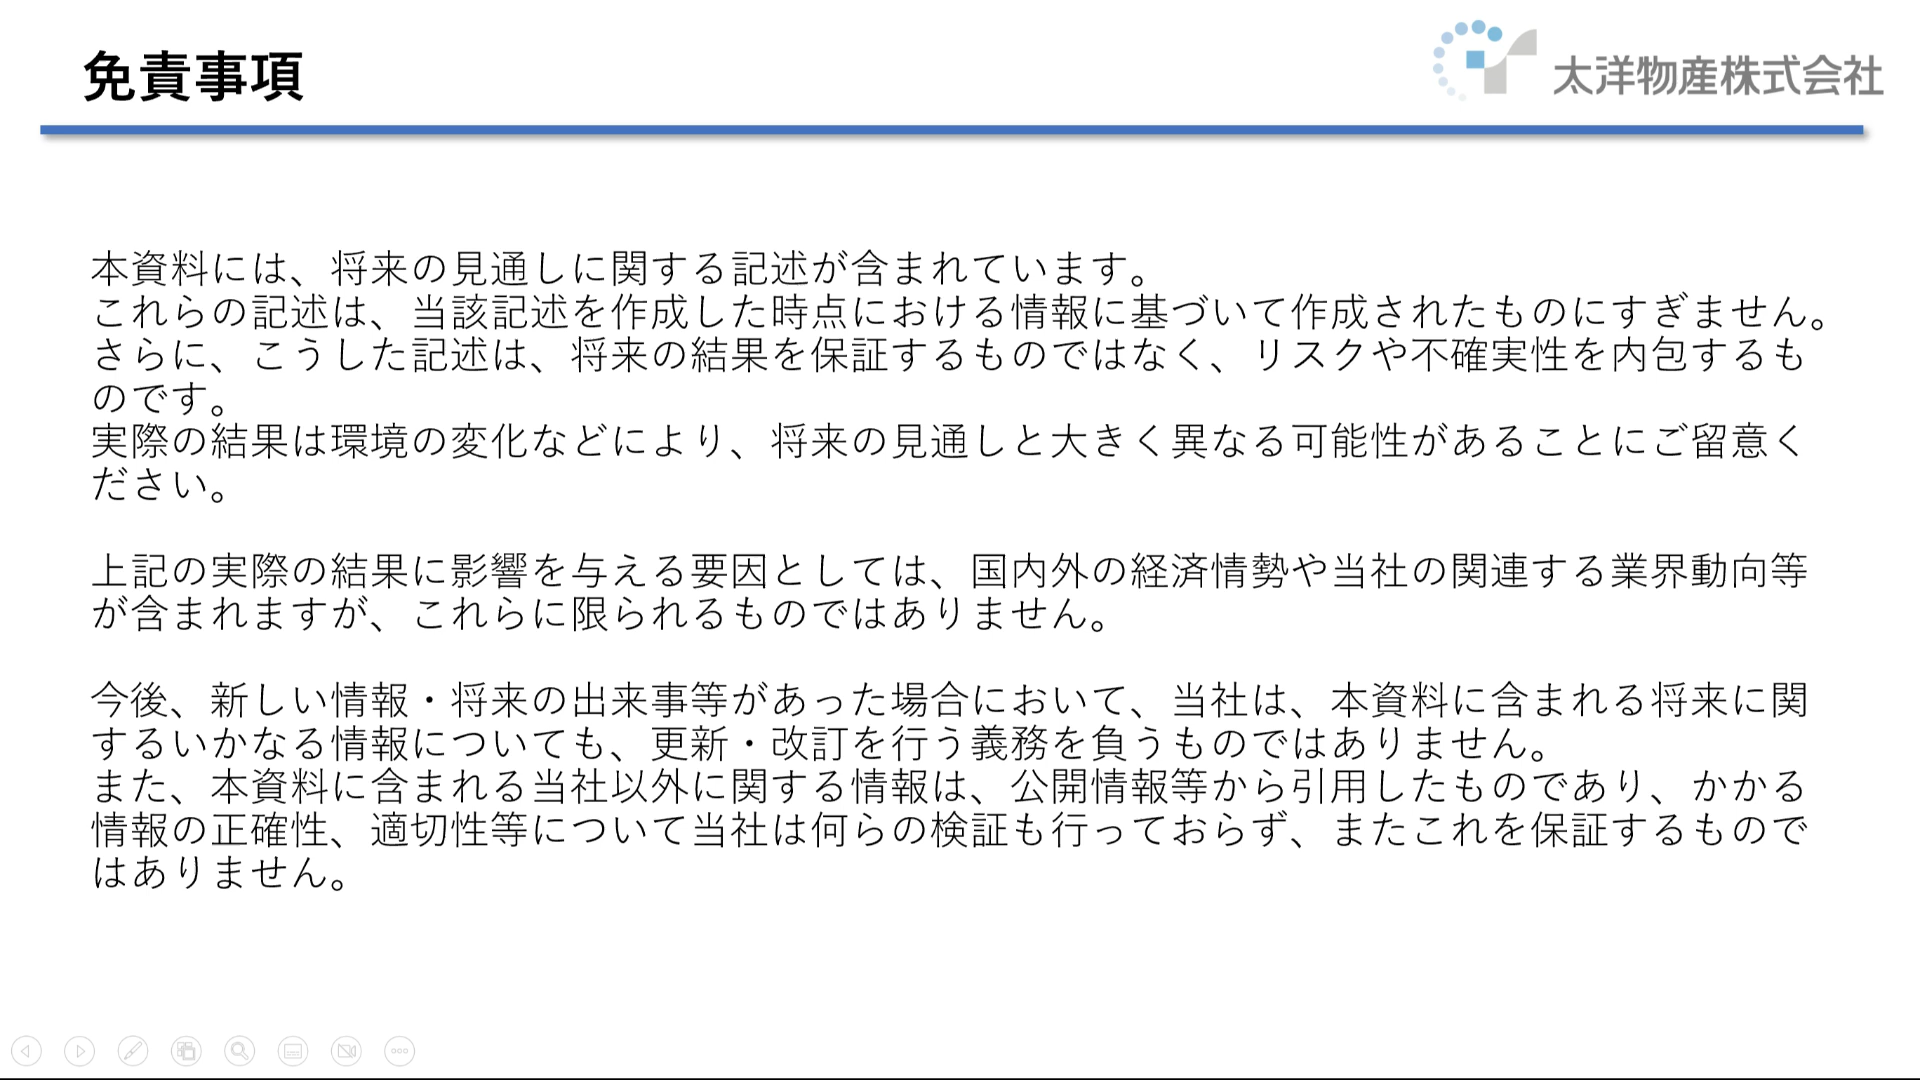 免責事項
太洋物産株式会社
本資料には、将来の見通しに関する記述が含まれています。
これらの記述は、当該記述を作成した時点における情報に基づいて作成されたものにすぎません。
さらに、こうした記述は、将来の結果を保証するものではなく、リスクや不確実性を内包するも
のです。
実際の結果は環境の変化などにより、将来の見通しと大きく異なる可能性があることにご留意く
ださい。
上記の実際の結果に影響を与える要因としては、国内外の経済情勢や当社の関連する業界動向等
が含まれますが、これらに限られるものではありません。
今後、新しい情報・将来の出来事等があった場合において、当社は、本資料に含まれる将来に関
するいかなる情報についても、更新・改訂を行う義務を負うものではありません。
また、本資料に含まれる当社以外に関する情報は、公開情報等から引用したものであり、かかる
情報の正確性、適切性等について当社は何らの検証も行っておらず、またこれを保証するもので
はありません。